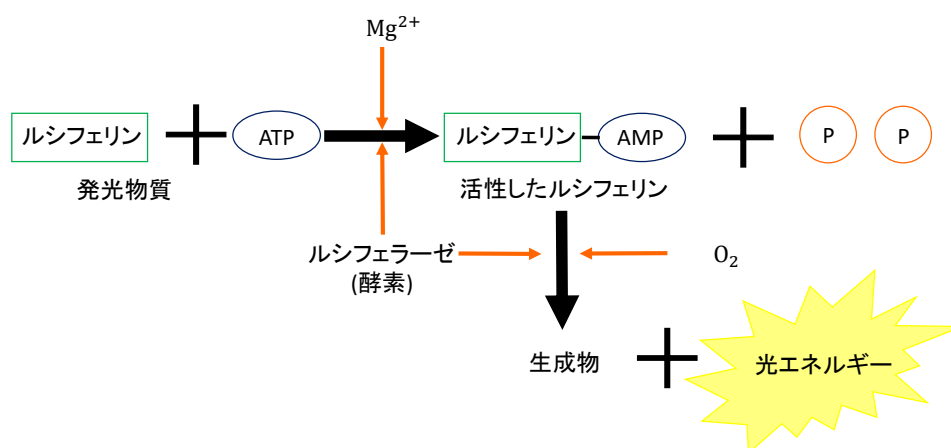 Mg²⁺
ルシフェリン
ATP
ルシフェリン
AMP
P
P
発光物質
活性したルシフェリン
ルシフェラーゼ
(酵素)
O₂
生成物
光エネルギー